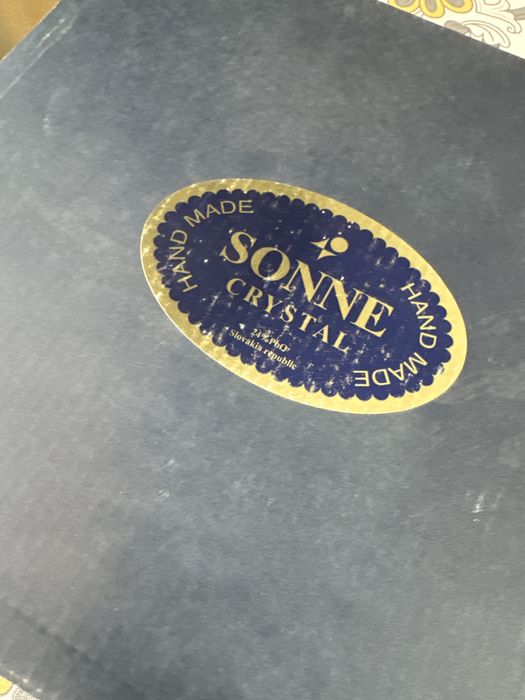 HAND MADE
SONNE
CRYSTAL
24% PbO
Slovakia republic
HAND MADE